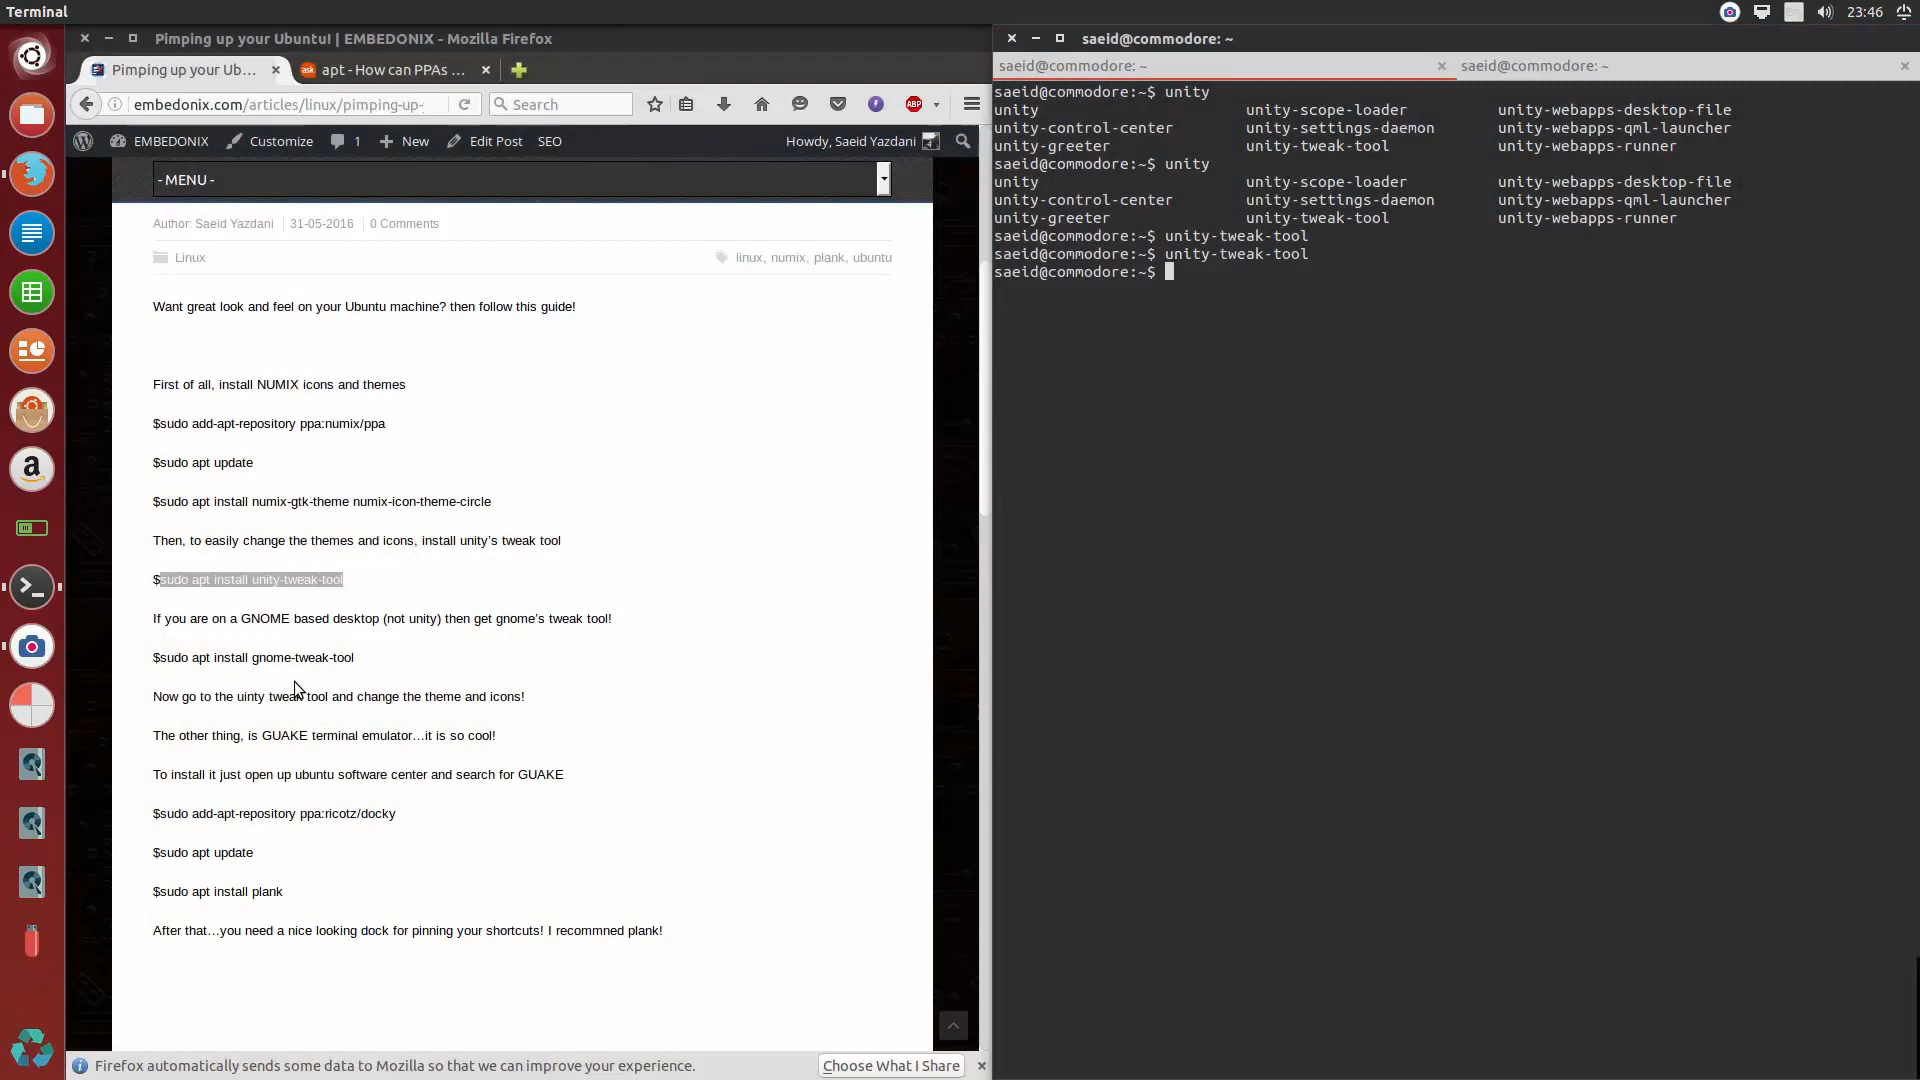 Terminal
23:46
Pimping up your Ubuntu! | EMBEDONIX - Mozilla Firefox
Pimping up your Ub...
ask apt - How can PPAs ...
embedonix.com/articles/linux/pimping-up-
Search
ABP
EMBEDONIX
Customize
1
New
Edit Post
SEO
Howdy, Saeid Yazdani
- MENU -
Author: Saeid Yazdani
31-05-2016
0 Comments
Linux
linux, numix, plank, ubuntu
Want great look and feel on your Ubuntu machine? then follow this guide!
First of all, install NUMIX icons and themes
$sudo add-apt-repository ppa:numix/ppa
$sudo apt update
$sudo apt install numix-gtk-theme numix-icon-theme-circle
Then, to easily change the themes and icons, install unity’s tweak tool
$sudo apt install unity-tweak-tool
If you are on a GNOME based desktop (not unity) then get gnome’s tweak tool!
$sudo apt install gnome-tweak-tool
Now go to the uinty tweak tool and change the theme and icons!
The other thing, is GUAKE terminal emulator…it is so cool!
To install it just open up ubuntu software center and search for GUAKE
$sudo add-apt-repository ppa:ricotz/docky
$sudo apt update
$sudo apt install plank
After that…you need a nice looking dock for pinning your shortcuts! I recommned plank!
Firefox automatically sends some data to Mozilla so that we can improve your experience.
Choose What I Share
saeid@commodore: ~
saeid@commodore: ~
saeid@commodore: ~
saeid@commodore:~$ unity
unity unity-scope-loader unity-webapps-desktop-file
unity-control-center unity-settings-daemon unity-webapps-qml-launcher
unity-greeter unity-tweak-tool unity-webapps-runner
saeid@commodore:~$ unity
unity unity-scope-loader unity-webapps-desktop-file
unity-control-center unity-settings-daemon unity-webapps-qml-launcher
unity-greeter unity-tweak-tool unity-webapps-runner
saeid@commodore:~$ unity-tweak-tool
saeid@commodore:~$ unity-tweak-tool
saeid@commodore:~$